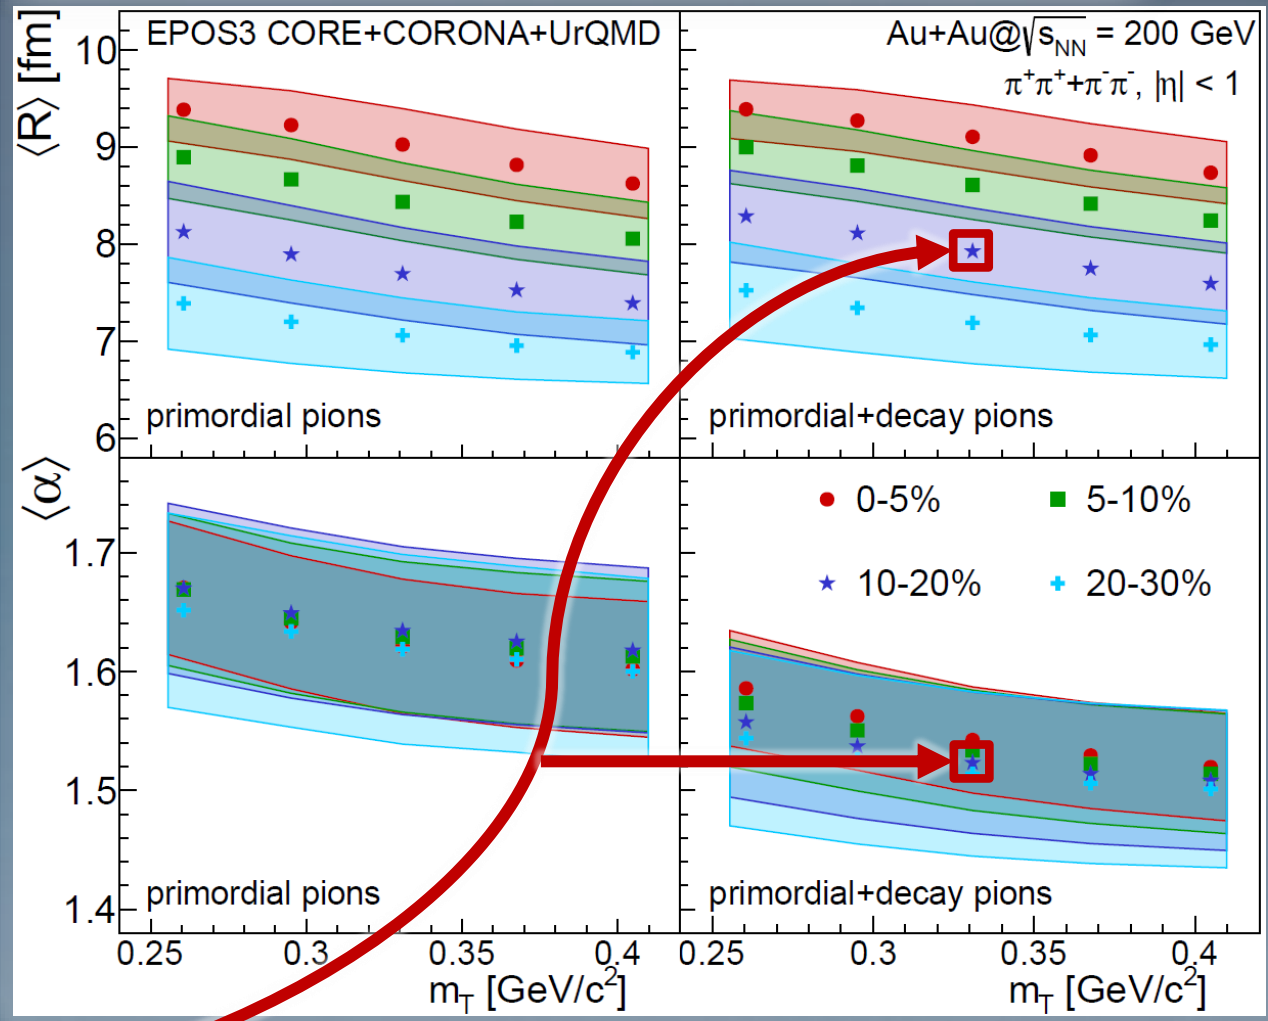 EPOS3 CORE+CORONA+UrQMD
Au+Au@√sNN = 200 GeV
π⁺π⁺+π⁻π⁻, |η| < 1
⟨R⟩ [fm]
10
9
8
7
6
primordial pions
primordial+decay pions
⟨α⟩
1.7
1.6
1.5
1.4
0-5%
5-10%
10-20%
20-30%
primordial pions
primordial+decay pions
0.25 0.3 0.35 0.4 0.25 0.3 0.35 0.4
mT [GeV/c²]
mT [GeV/c²]